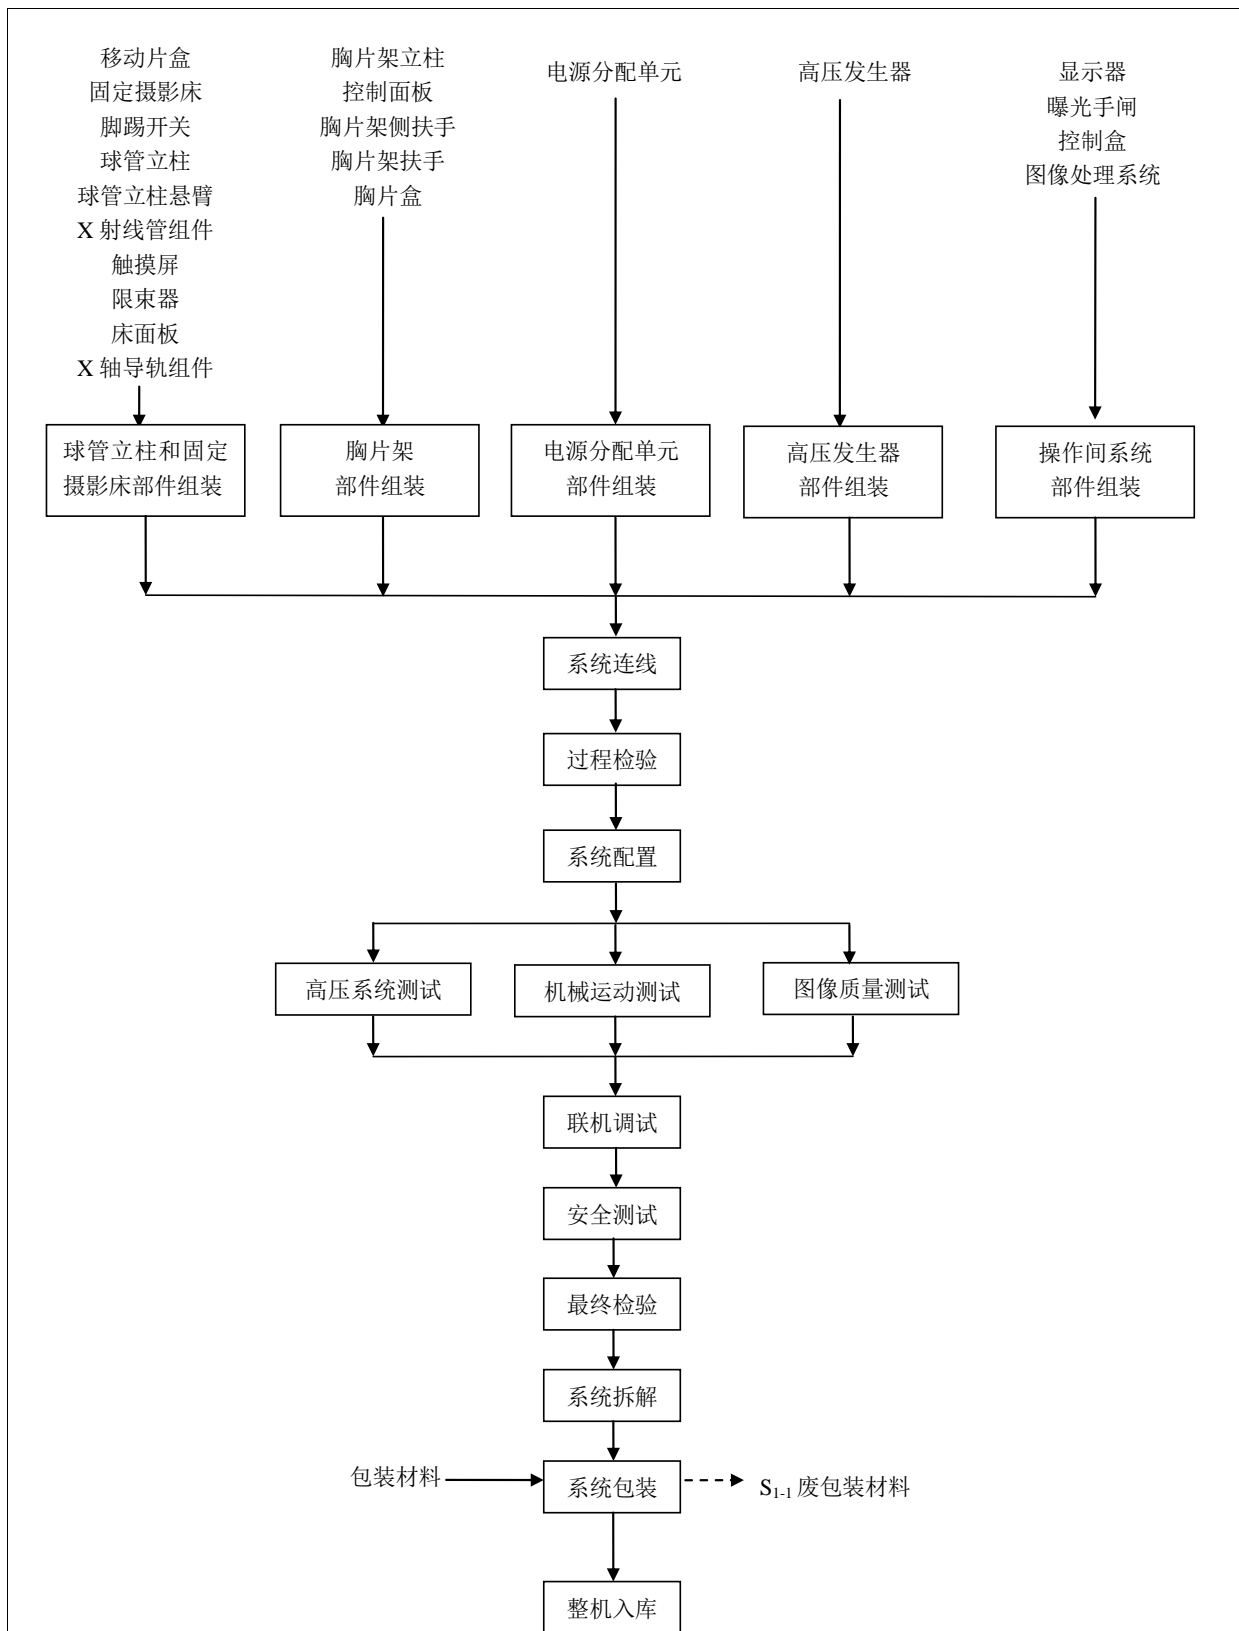 移动片盒
固定摄影床
脚踢开关
球管立柱
球管立柱悬臂
X 射线管组件
触摸屏
限束器
床面板
X 轴导轨组件
胸片架立柱
控制面板
胸片架侧扶手
胸片架扶手
胸片盒
电源分配单元
高压发生器
显示器
曝光手闸
控制盒
图像处理系统
球管立柱和固定
摄影床部件组装
胸片架
部件组装
电源分配单元
部件组装
高压发生器
部件组装
操作间系统
部件组装
系统连线
过程检验
系统配置
高压系统测试
机械运动测试
图像质量测试
联机调试
安全测试
最终检验
系统拆解
包装材料
系统包装
S1-1 废包装材料
整机入库